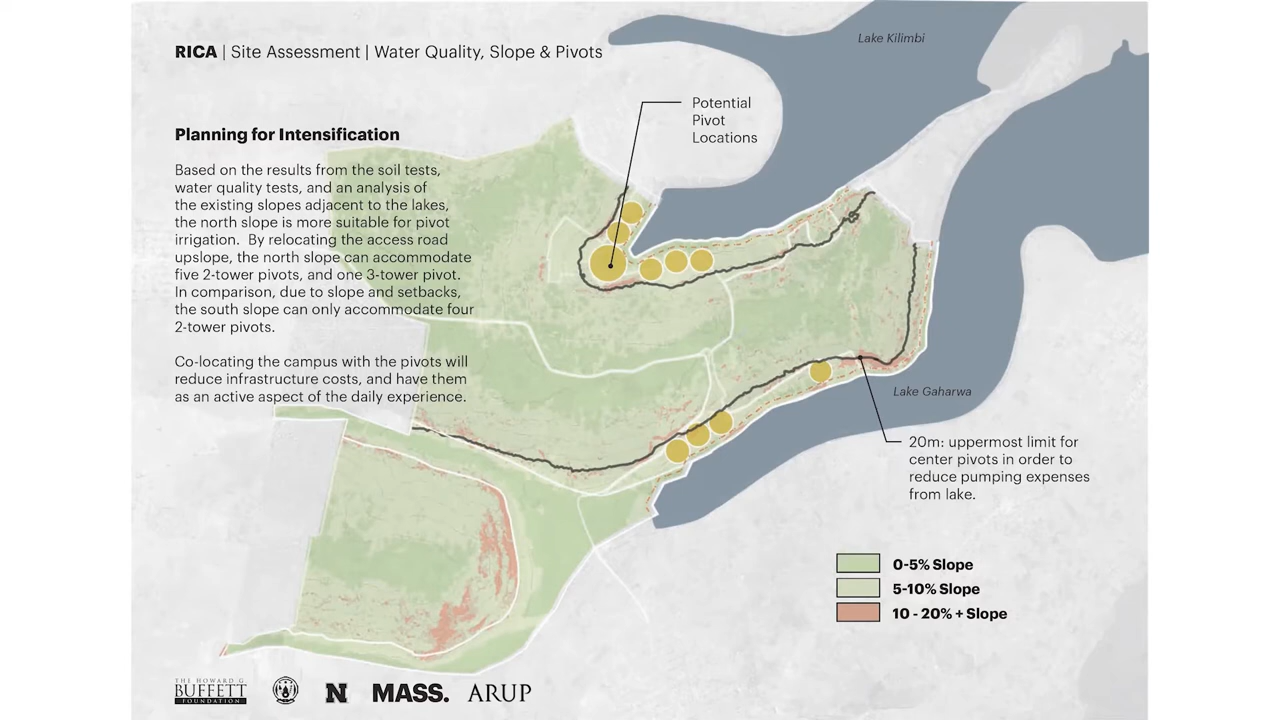 RICA | Site Assessment | Water Quality, Slope & Pivots
Lake Kilimbi
Potential
Pivot
Locations
Planning for Intensification
Based on the results from the soil tests,
water quality tests, and an analysis of
the existing slopes adjacent to the lakes,
the north slope is more suitable for pivot
irrigation. By relocating the access road
upslope, the north slope can accommodate
five 2-tower pivots, and one 3-tower pivot.
In comparison, due to slope and setbacks,
the south slope can only accommodate four
2-tower pivots.
Co-locating the campus with the pivots will
reduce infrastructure costs, and have them
as an active aspect of the daily experience.
Lake Gaharwa
20m: uppermost limit for
center pivots in order to
reduce pumping expenses
from lake.
0-5% Slope
5-10% Slope
10 - 20% + Slope
THE HOWARD G.
BUFFETT
FOUNDATION
N
MASS.
ARUP